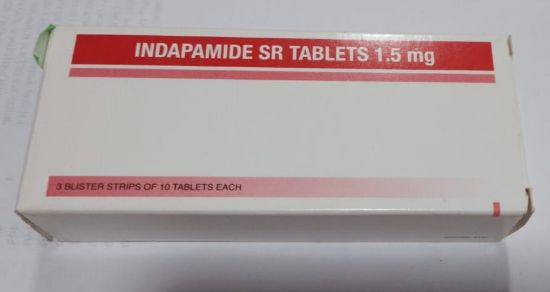 INDAPAMIDE SR TABLETS 1.5 mg
3 BLISTER STRIPS OF 10 TABLETS EACH